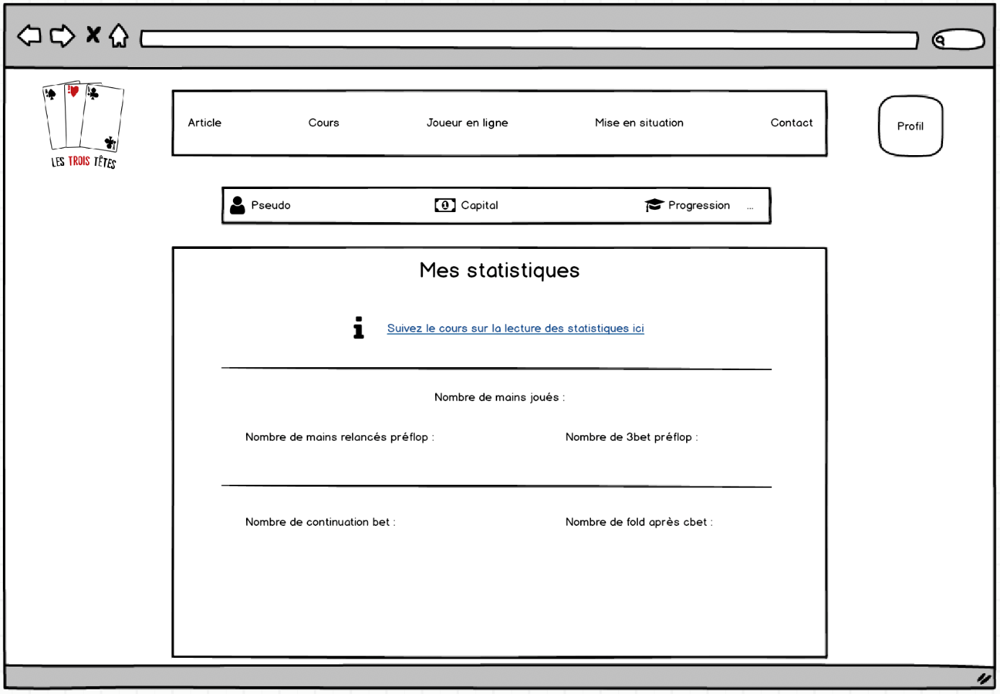 LES TROIS TÊTES
Article Cours Joueur en ligne Mise en situation Contact
Profil
Pseudo Capital Progression ...
Mes statistiques
Suivez le cours sur la lecture des statistiques ici
Nombre de mains joués :
Nombre de mains relancés préflop : Nombre de 3bet préflop :
Nombre de continuation bet : Nombre de fold après cbet :